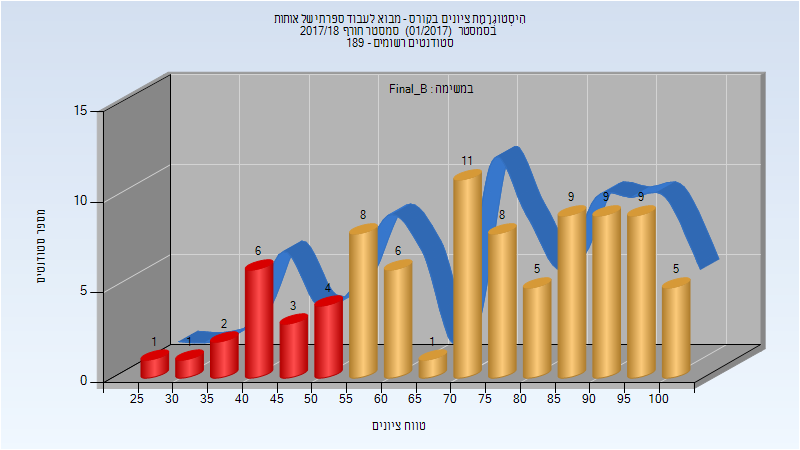 היסטוגרמת ציונים בקורס - מבוא לעבוד ספרתי של אותות
בסמסטר (01/2017) סמסטר חורף 2017/18
סטודנטים רשומים - 189
במשימה : Final_B
מספר סטודנטים
15
10
5
0
1 1 2 6 3 4 8 6 1 11 8 5 9 9 9 5
25 30 35 40 45 50 55 60 65 70 75 80 85 90 95 100
טווח ציונים